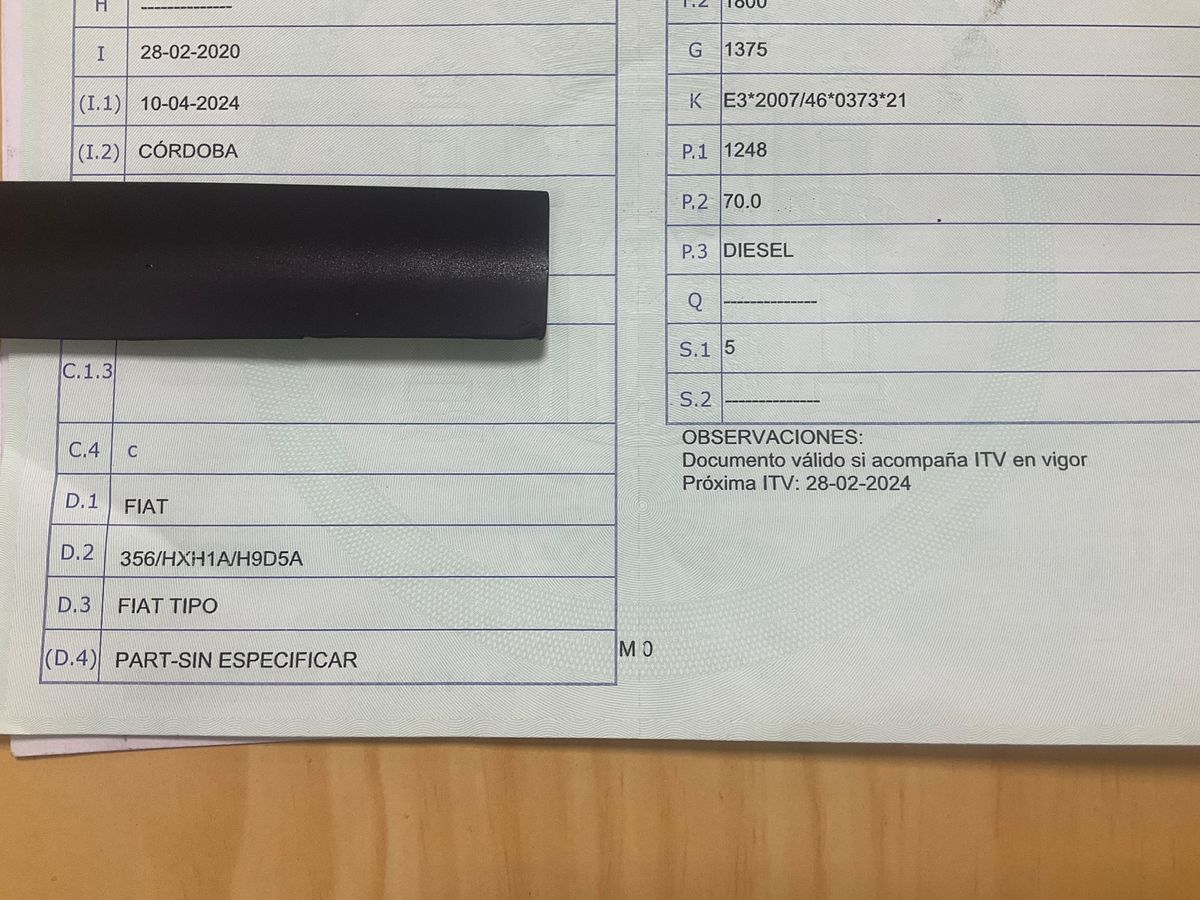 H --------------
I 28-02-2020
(I.1) 10-04-2024
(I.2) CÓRDOBA
C.1.3
C.4 c
D.1 FIAT
D.2 356/HXH1A/H9D5A
D.3 FIAT TIPO
(D.4) PART-SIN ESPECIFICAR
F.2 1800
G 1375
K E3*2007/46*0373*21
P.1 1248
P.2 70.0
P.3 DIESEL
Q --------------
S.1 5
S.2 --------------
OBSERVACIONES:
Documento válido si acompaña ITV en vigor
Próxima ITV: 28-02-2024
M 0